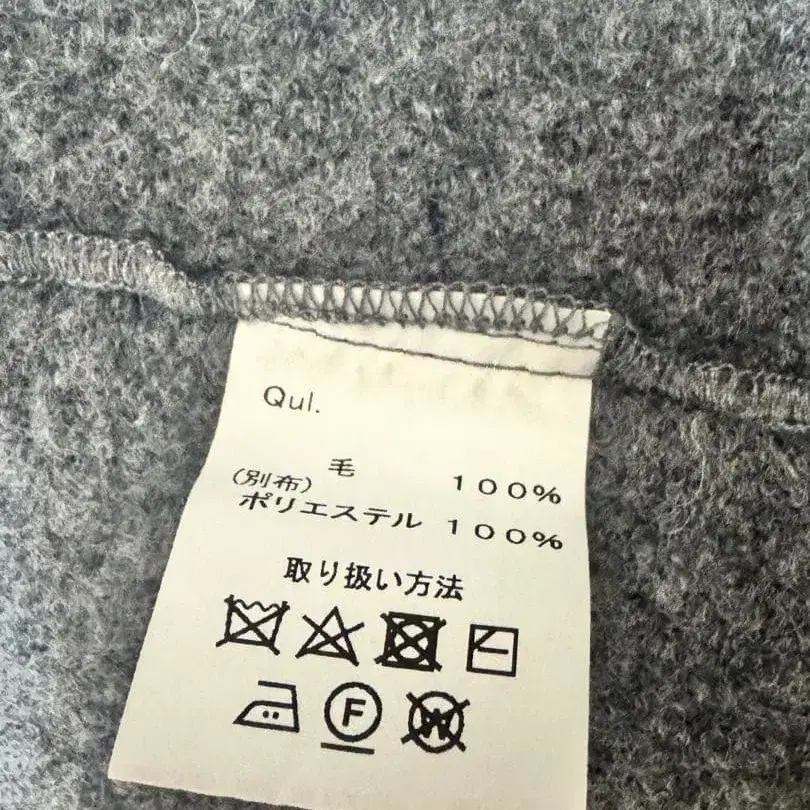 Qul.
毛 100%
(別布)
ポリエステル 100%
取り扱い方法
F W